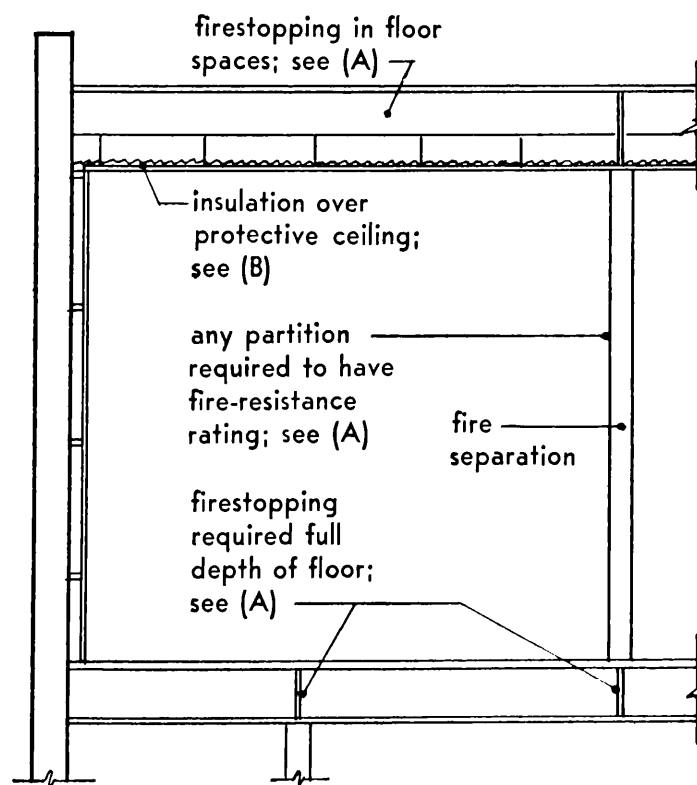 firestopping in floor
spaces; see (A)
insulation over
protective ceiling;
see (B)
any partition
required to have
fire-resistance
rating; see (A)
fire
separation
firestopping
required full
depth of floor;
see (A)